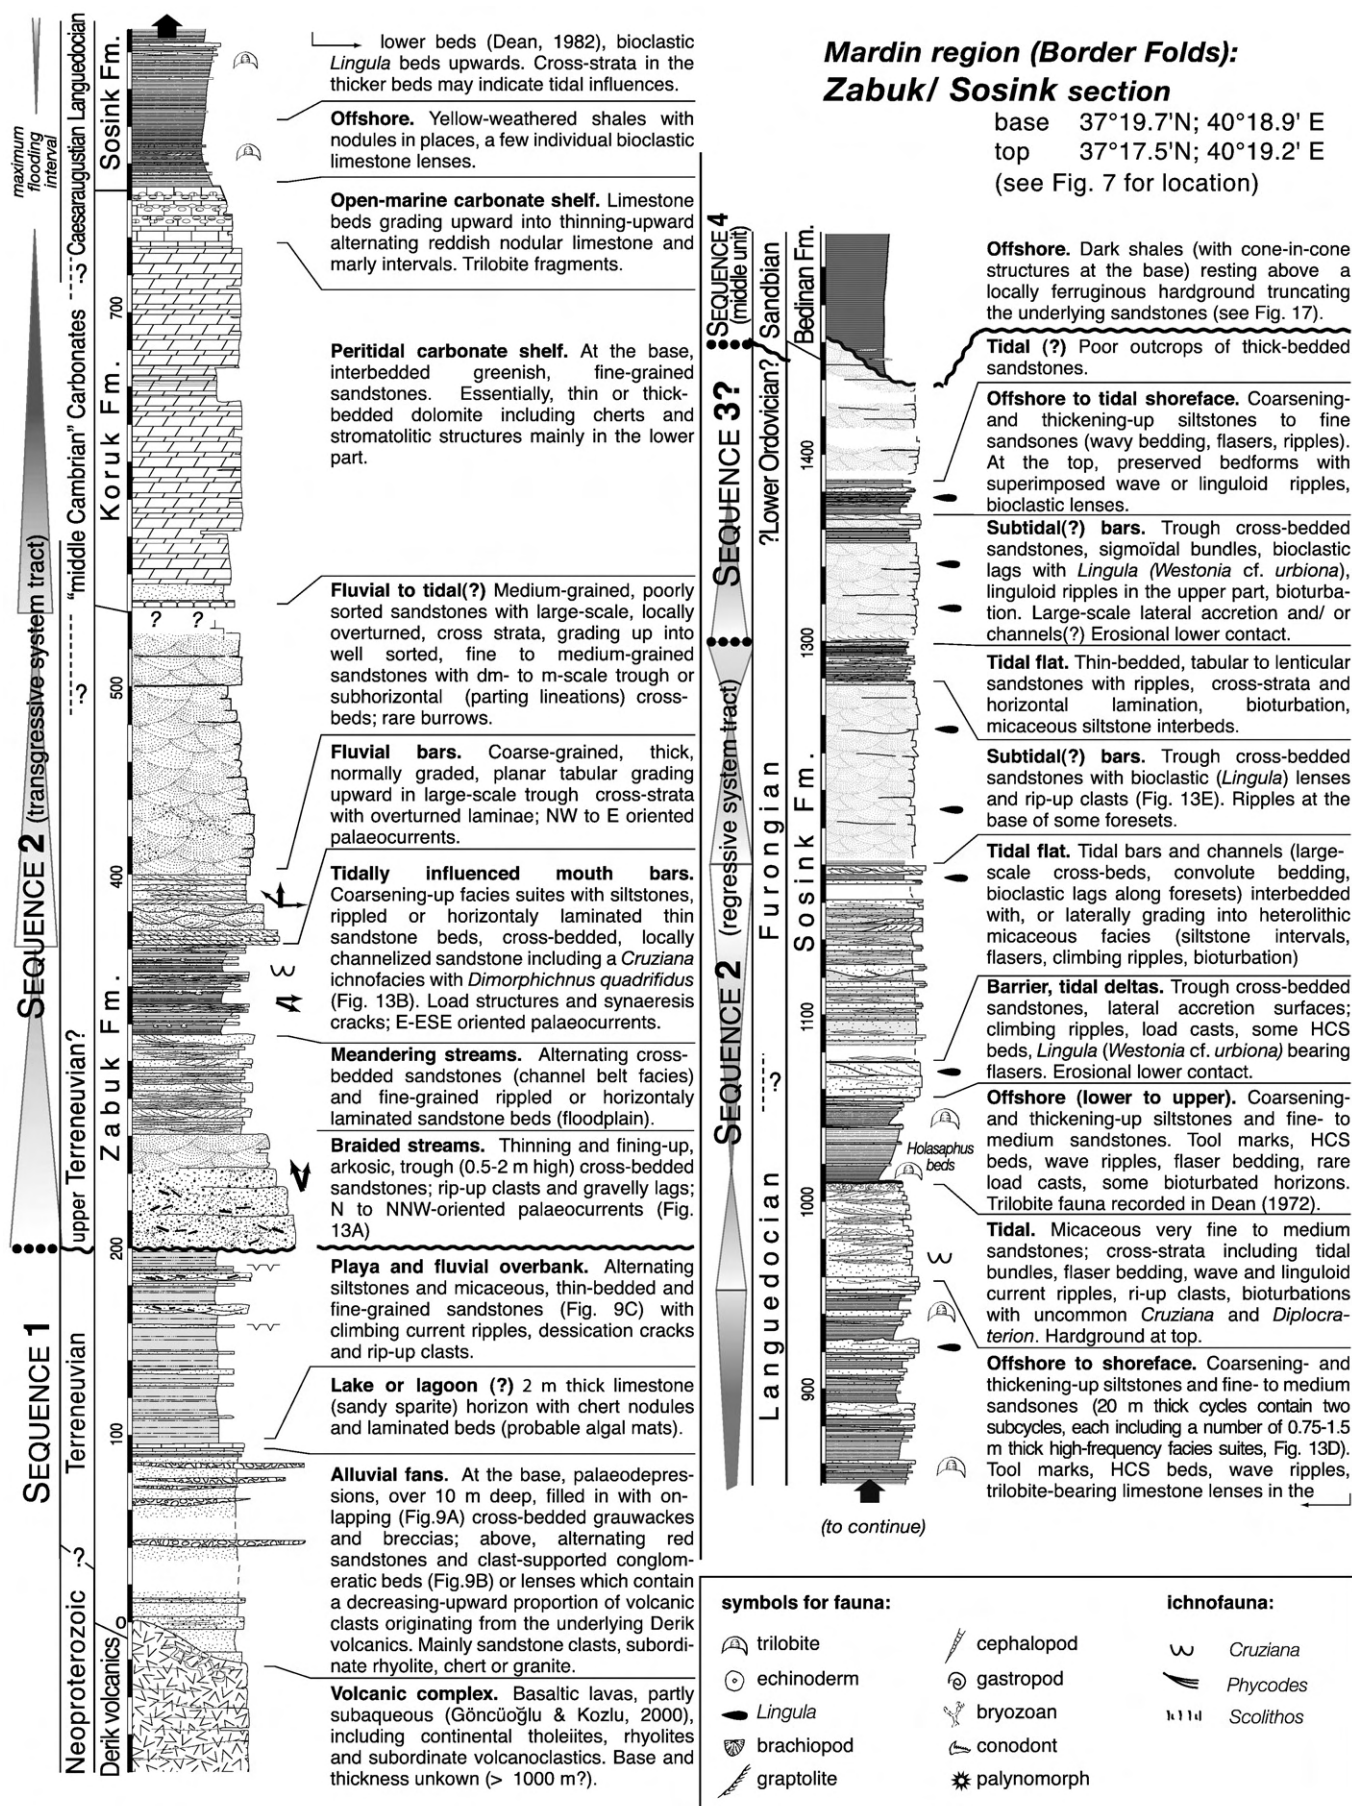 lower beds (Dean, 1982), bioclastic
Lingula beds upwards. Cross-strata in the
thicker beds may indicate tidal influences.
Offshore. Yellow-weathered shales with
nodules in places, a few individual bioclastic
limestone lenses.
Open-marine carbonate shelf. Limestone
beds grading upward into thinning-upward
alternating reddish nodular limestone and
marly intervals. Trilobite fragments.
Peritidal carbonate shelf. At the base,
interbedded greenish, fine-grained
sandstones. Essentially, thin or thick-
bedded dolomite including cherts and
stromatolitic structures mainly in the lower
part.
Fluvial to tidal(?) Medium-grained, poorly
sorted sandstones with large-scale, locally
overturned, cross strata, grading up into
well sorted, fine to medium-grained
sandstones with dm- to m-scale trough or
subhorizontal (parting lineations) cross-
beds; rare burrows.
Fluvial bars. Coarse-grained, thick,
normally graded, planar tabular grading
upward in large-scale trough cross-strata
with overturned laminae; NW to E oriented
palaeocurrents.
Tidally influenced mouth bars.
Coarsening-up facies suites with siltstones,
rippled or horizontaly laminated thin
sandstone beds, cross-bedded, locally
channelized sandstone including a Cruziana
ichnofacies with Dimorphichnus quadrifidus
(Fig. 13B). Load structures and synaeresis
cracks; E-ESE oriented palaeocurrents.
Meandering streams. Alternating cross-
bedded sandstones (channel belt facies)
and fine-grained rippled or horizontaly
laminated sandstone beds (floodplain).
Braided streams. Thinning and fining-up,
arkosic, trough (0.5-2 m high) cross-bedded
sandstones; rip-up clasts and gravelly lags;
N to NNW-oriented palaeocurrents (Fig.
13A)
Playa and fluvial overbank. Alternating
siltstones and micaceous, thin-bedded and
fine-grained sandstones (Fig. 9C) with
climbing current ripples, dessication cracks
and rip-up clasts.
Lake or lagoon (?) 2 m thick limestone
(sandy sparite) horizon with chert nodules
and laminated beds (probable algal mats).
Alluvial fans. At the base, palaeodepres-
sions, over 10 m deep, filled in with on-
lapping (Fig.9A) cross-bedded grauwackes
and breccias; above, alternating red
sandstones and clast-supported conglom-
eratic beds (Fig.9B) or lenses which contain
a decreasing-upward proportion of volcanic
clasts originating from the underlying Derik
volcanics. Mainly sandstone clasts, subordi-
nate rhyolite, chert or granite.
Volcanic complex. Basaltic lavas, partly
subaqueous (Göncüoğlu & Kozlu, 2000),
including continental tholeiites, rhyolites
and subordinate volcanoclastics. Base and
thickness unkown (> 1000 m?).
maximum
flooding
interval
SEQUENCE 2 (transgressive system tract)
SEQUENCE 1
Caesaraugustian Languedocian
?
"middle Cambrian" Carbonates
?
upper Terreneuvian?
Terreneuvian
?
Neoproterozoic
Sosink Fm.
Koruk Fm.
Zabuk Fm.
Derik volcanics
700
? ?
500
400
200
100
0
Mardin region (Border Folds):
Zabuk/ Sosink section
base 37°19.7'N; 40°18.9' E
top 37°17.5'N; 40°19.2' E
(see Fig. 7 for location)
SEQUENCE 4
(middle unit)
SEQUENCE 3?
SEQUENCE 2
(regressive system tract)
Sandbian
?Lower Ordovician?
Furongian
?
Languedocian
Bedinan Fm.
Sosink Fm.
1400
1300
1100
1000
900
Holasaphus
beds
(to continue)
Offshore. Dark shales (with cone-in-cone
structures at the base) resting above a
locally ferruginous hardground truncating
the underlying sandstones (see Fig. 17).
Tidal (?) Poor outcrops of thick-bedded
sandstones.
Offshore to tidal shoreface. Coarsening-
and thickening-up siltstones to fine
sandsones (wavy bedding, flasers, ripples).
At the top, preserved bedforms with
superimposed wave or linguloid ripples,
bioclastic lenses.
Subtidal(?) bars. Trough cross-bedded
sandstones, sigmoïdal bundles, bioclastic
lags with Lingula (Westonia cf. urbiona),
linguloid ripples in the upper part, bioturba-
tion. Large-scale lateral accretion and/ or
channels(?) Erosional lower contact.
Tidal flat. Thin-bedded, tabular to lenticular
sandstones with ripples, cross-strata and
horizontal lamination, bioturbation,
micaceous siltstone interbeds.
Subtidal(?) bars. Trough cross-bedded
sandstones with bioclastic (Lingula) lenses
and rip-up clasts (Fig. 13E). Ripples at the
base of some foresets.
Tidal flat. Tidal bars and channels (large-
scale cross-beds, convolute bedding,
bioclastic lags along foresets) interbedded
with, or laterally grading into heterolithic
micaceous facies (siltstone intervals,
flasers, climbing ripples, bioturbation)
Barrier, tidal deltas. Trough cross-bedded
sandstones, lateral accretion surfaces;
climbing ripples, load casts, some HCS
beds, Lingula (Westonia cf. urbiona) bearing
flasers. Erosional lower contact.
Offshore (lower to upper). Coarsening-
and thickening-up siltstones and fine- to
medium sandstones. Tool marks, HCS
beds, wave ripples, flaser bedding, rare
load casts, some bioturbated horizons.
Trilobite fauna recorded in Dean (1972).
Tidal. Micaceous very fine to medium
sandstones; cross-strata including tidal
bundles, flaser bedding, wave and linguloid
current ripples, ri-up clasts, bioturbations
with uncommon Cruziana and Diplocra-
terion. Hardground at top.
Offshore to shoreface. Coarsening- and
thickening-up siltstones and fine- to medium
sandsones (20 m thick cycles contain two
subcycles, each including a number of 0.75-1.5
m thick high-frequency facies suites, Fig. 13D).
Tool marks, HCS beds, wave ripples,
trilobite-bearing limestone lenses in the
symbols for fauna:
trilobite
echinoderm
Lingula
brachiopod
graptolite
cephalopod
gastropod
bryozoan
conodont
palynomorph
ichnofauna:
Cruziana
Phycodes
Scolithos